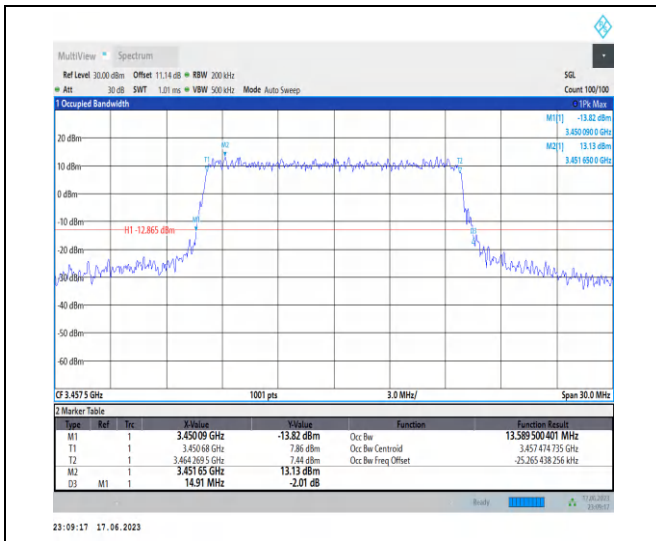 MultiView Spectrum
Ref Level 30.00 dBm Offset 11.14 dB RBW 200 kHz SGL
Att 30 dB SWT 1.01 ms VBW 500 kHz Mode Auto Sweep Count 100/100
1 Occupied Bandwidth 1Pk Max
M1[1] -13.82 dBm
3.450 090 0 GHz
M2[1] 13.13 dBm
3.451 650 0 GHz
20 dBm
M2
T1 T2
10 dBm
0 dBm
-10 dBm
M1
H1 -12.865 dBm
D3
-20 dBm
-30 dBm
-40 dBm
-50 dBm
-60 dBm
CF 3.457 5 GHz 1001 pts 3.0 MHz/ Span 30.0 MHz
2 Marker Table
Type Ref Trc X-Value Y-Value Function Function Result
M1 1 3.450 09 GHz -13.82 dBm Occ Bw 13.589 500 401 MHz
T1 1 3.450 68 GHz 7.86 dBm Occ Bw Centroid 3.457 474 735 GHz
T2 1 3.464 269 5 GHz 7.44 dBm Occ Bw Freq Offset -25.265 438 256 kHz
M2 1 3.451 65 GHz 13.13 dBm
D3 M1 1 14.91 MHz -2.01 dB
Ready 17.06.2023
23:09:17
23:09:17 17.06.2023